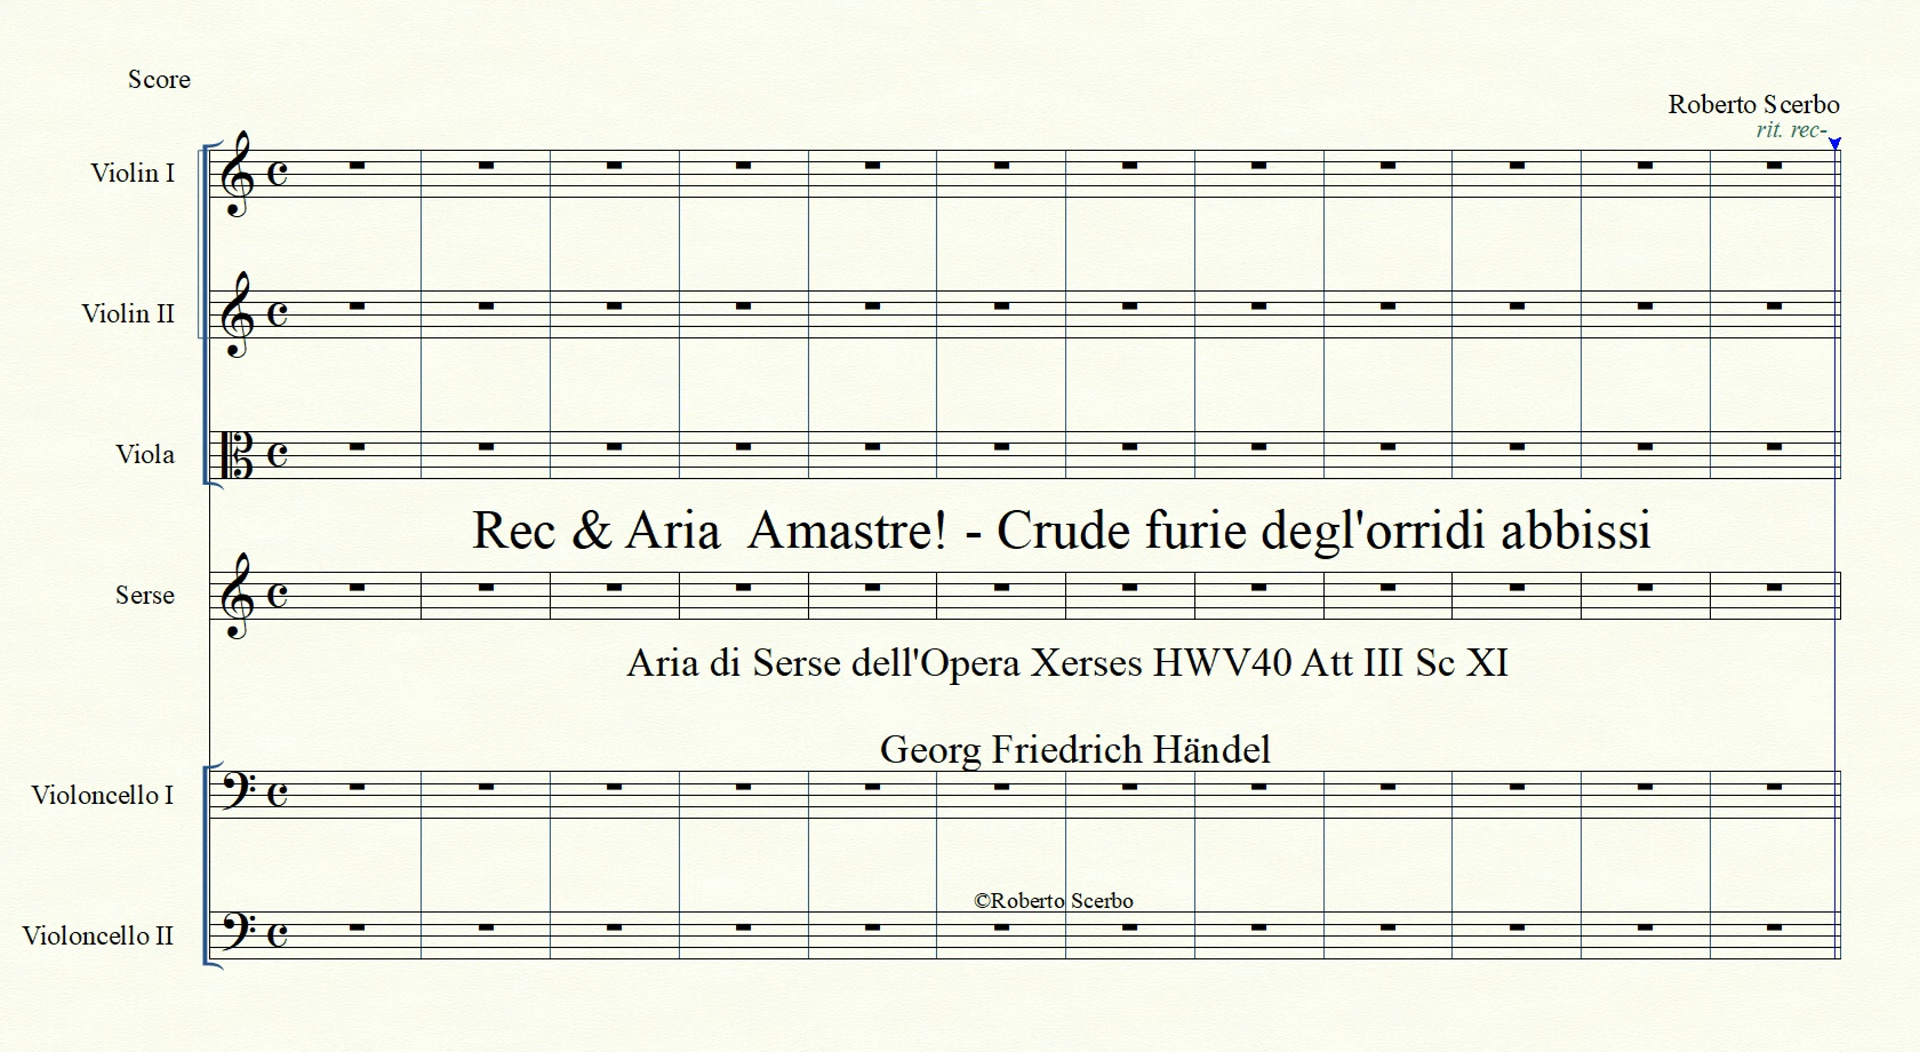 Score
Roberto Scerbo
rit. rec-
Violin I
Violin II
Viola
Rec & Aria  Amastre! - Crude furie degl'orridi abbissi
Serse
Aria di Serse dell'Opera Xerses HWV40 Att III Sc XI
Georg Friedrich Händel
Violoncello I
©Roberto Scerbo
Violoncello II